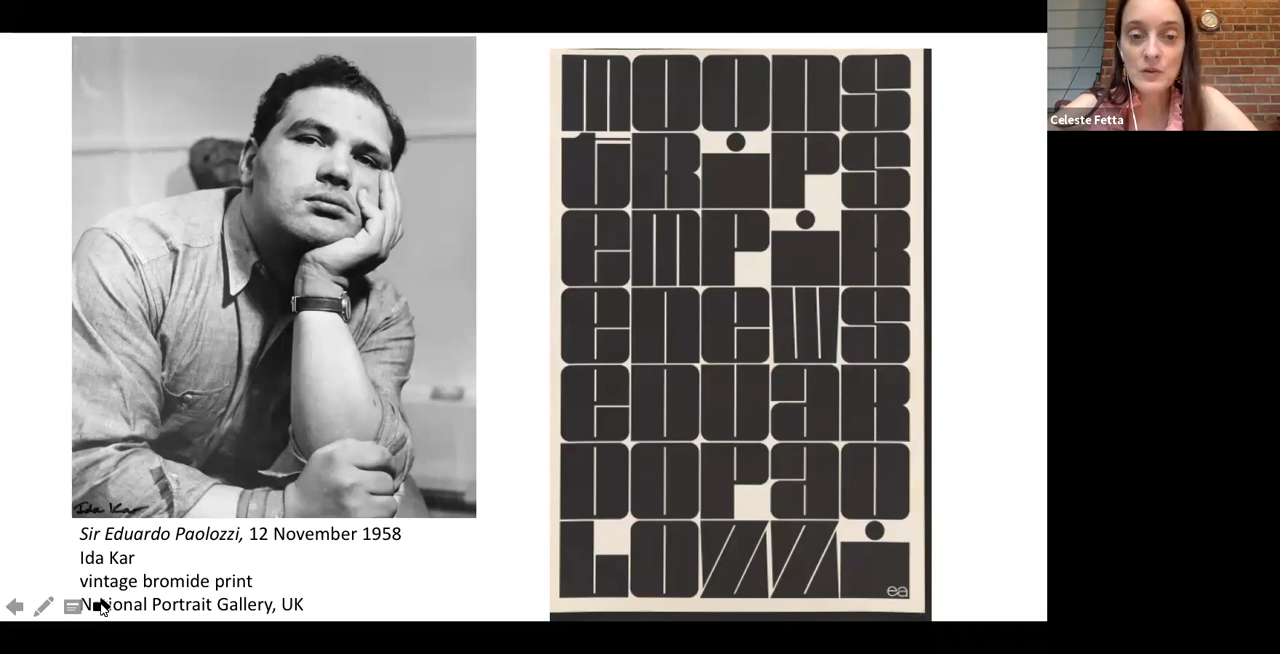 Sir Eduardo Paolozzi, 12 November 1958
Ida Kar
vintage bromide print
National Portrait Gallery, UK
Ida Kar
moons
tRiPs
emPiR
enews
eDUaR
DOPaO
LOZZi
ea
Celeste Fetta